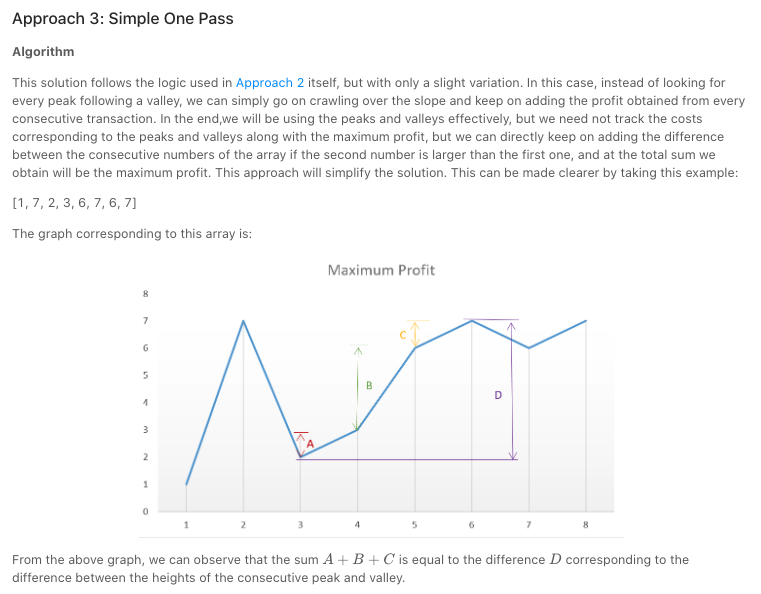 Approach 3: Simple One Pass
Algorithm
This solution follows the logic used in Approach 2 itself, but with only a slight variation. In this case, instead of looking for
every peak following a valley, we can simply go on crawling over the slope and keep on adding the profit obtained from every
consecutive transaction. In the end,we will be using the peaks and valleys effectively, but we need not track the costs
corresponding to the peaks and valleys along with the maximum profit, but we can directly keep on adding the difference
between the consecutive numbers of the array if the second number is larger than the first one, and at the total sum we
obtain will be the maximum profit. This approach will simplify the solution. This can be made clearer by taking this example:
[1, 7, 2, 3, 6, 7, 6, 7]
The graph corresponding to this array is:
Maximum Profit
8
7
6
5
4
3
2
1
0
C
B
D
A
1 2 3 4 5 6 7 8
From the above graph, we can observe that the sum A + B + C is equal to the difference D corresponding to the
difference between the heights of the consecutive peak and valley.